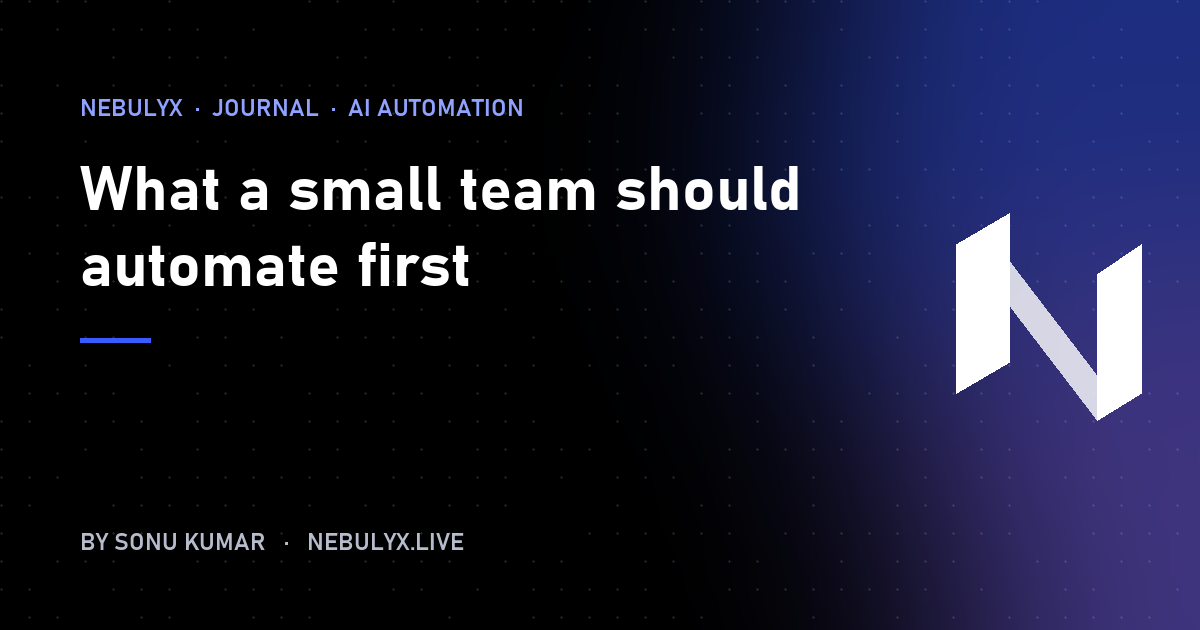 NEBULYX · JOURNAL · AI AUTOMATION
What a small team should
automate first
BY SONU KUMAR · NEBULYX.LIVE